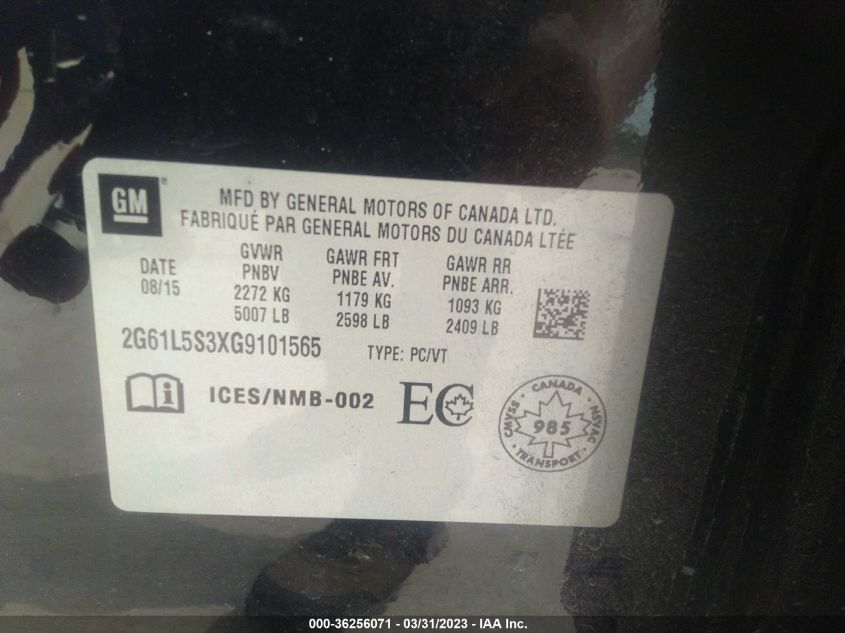 GM
MFD BY GENERAL MOTORS OF CANADA LTD.
FABRIQUÉ PAR GENERAL MOTORS DU CANADA LTÉE
DATE
08/15
GVWR
PNBV
2272 KG
5007 LB
GAWR FRT
PNBE AV.
1179 KG
2598 LB
GAWR RR
PNBE ARR.
1093 KG
2409 LB
2G61L5S3XG9101565
TYPE: PC/VT
i ICES/NMB-002
EC
CANADA
CMVSS
985
NSVAC
TRANSPORT
000-36256071 - 03/31/2023 - IAA Inc.